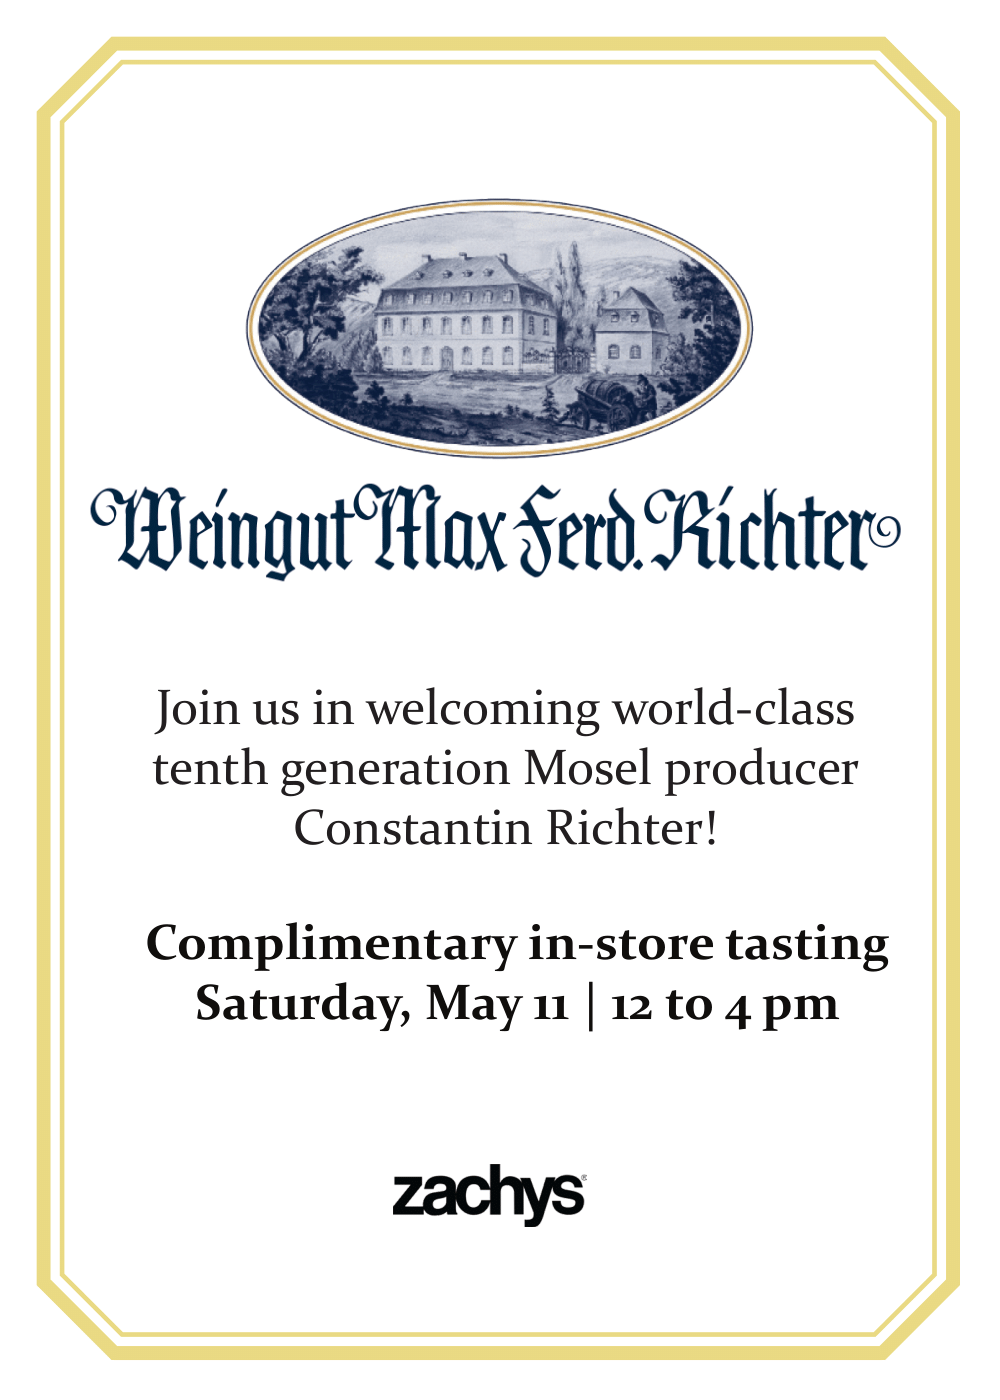 Weingut Max Ferd. Richter
Join us in welcoming world-class
tenth generation Mosel producer
Constantin Richter!
Complimentary in-store tasting
Saturday, May 11 | 12 to 4 pm
zachys®